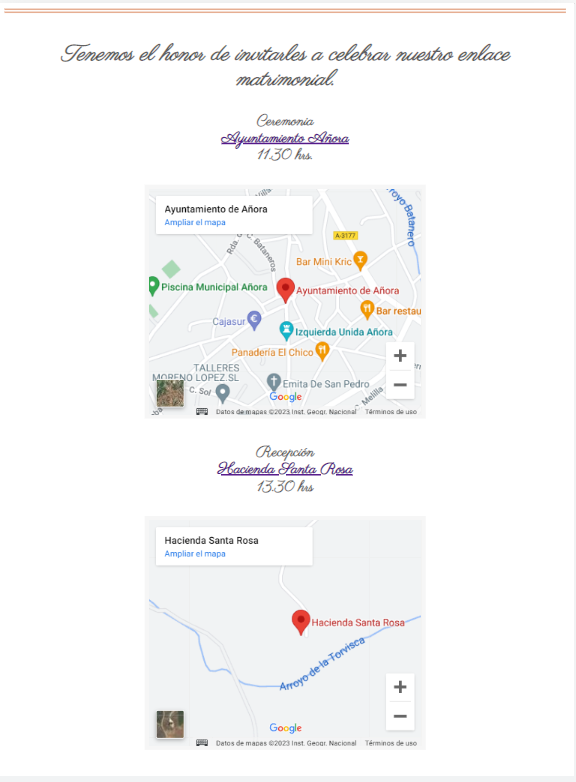 Tenemos el honor de invitarles a celebrar nuestro enlace
matrimonial.
Ceremonia
Ayuntamiento Añora
11.30 hrs.
Ayuntamiento de Añora
Ampliar el mapa
royo Batanero
Rda.
C. Bataneros
A-3177
Bar Mini Kric
Piscina Municipal Añora
Ayuntamiento de Añora
Bar restau
Cajasur
Izquierda Unida Añora
Panaderia El Chico
TALLERES
MORENO LOPEZ.SL
Emita De San Pedro
C. Sol
Melilla
Google
Datos de mapas ©2023 Inst. Geogr. Nacional
Términos de uso
Recepción
Hacienda Santa Rosa
13.30 hrs
Hacienda Santa Rosa
Ampliar el mapa
Hacienda Santa Rosa
Arroyo de la Torvisca
Google
Datos de mapas ©2023 Inst. Geogr. Nacional
Términos de uso